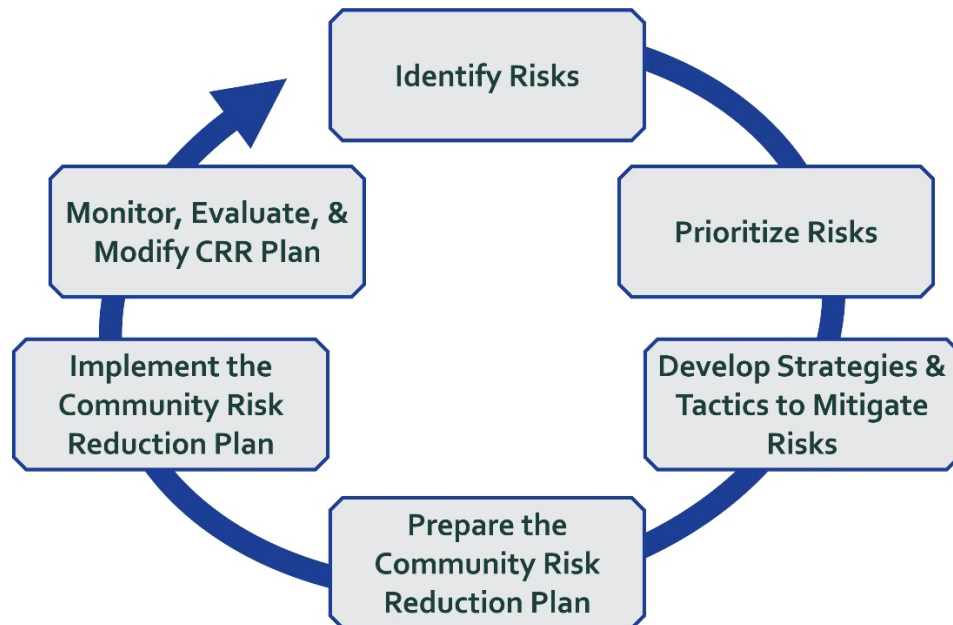 Identify Risks
Prioritize Risks
Develop Strategies &
Tactics to Mitigate
Risks
Prepare the
Community Risk
Reduction Plan
Implement the
Community Risk
Reduction Plan
Monitor, Evaluate, &
Modify CRR Plan